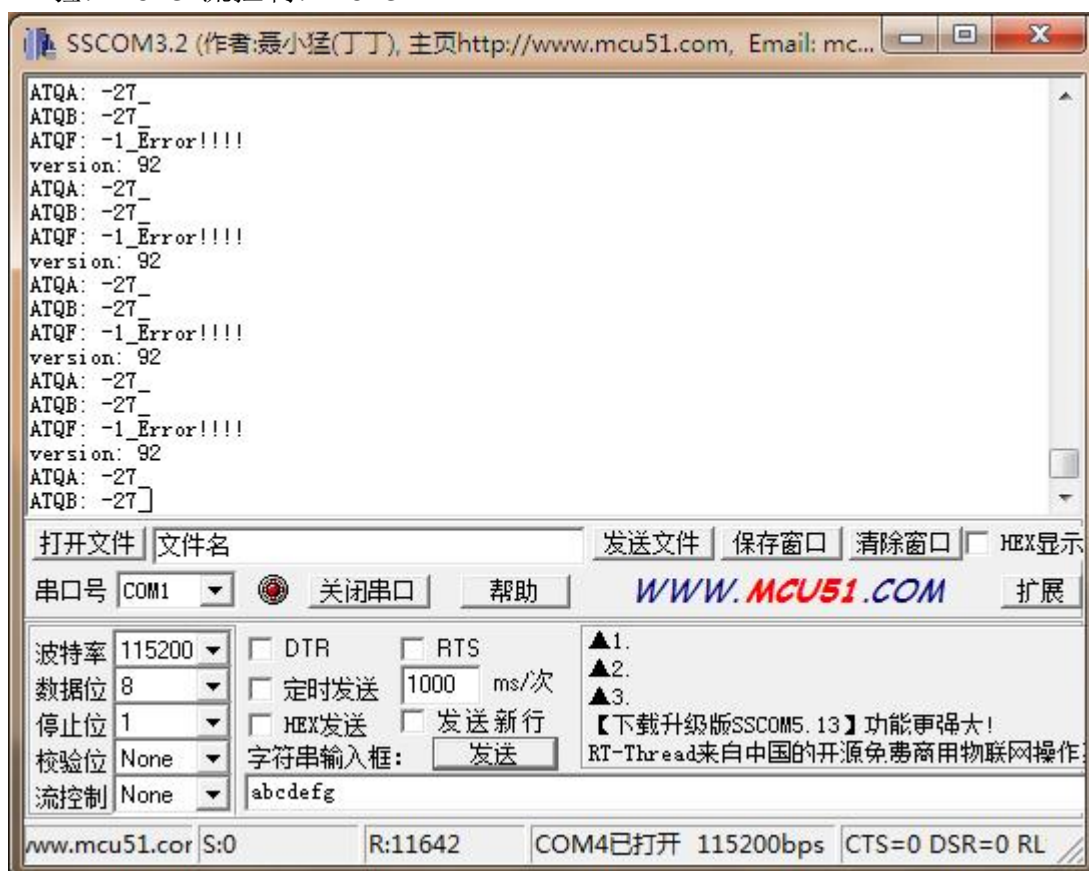 SSCOM3.2 (作者:聂小猛(丁丁), 主页http://www.mcu51.com, Email: mc...
ATQA: -27_
ATQB: -27_
ATQF: -1_Error!!!!
version: 92
ATQA: -27_
ATQB: -27_
ATQF: -1_Error!!!!
version: 92
ATQA: -27_
ATQB: -27_
ATQF: -1_Error!!!!
version: 92
ATQA: -27_
ATQB: -27_
ATQF: -1_Error!!!!
version: 92
ATQA: -27_
ATQB: -27
打开文件 文件名 发送文件 保存窗口 清除窗口 HEX显示
串口号 COM1 关闭串口 帮助 WWW.MCU51.COM 扩展
波特率 115200 DTR RTS
数据位 8 定时发送 1000 ms/次
停止位 1 HEX发送 发送新行
校验位 None 字符串输入框: 发送
流控制 None abcdefg
▲1.
▲2.
▲3.
【下载升级版SSCOM5.13】功能更强大!
RT-Thread来自中国的开源免费商用物联网操作
www.mcu51.cor S:0 R:11642 COM4已打开 115200bps CTS=0 DSR=0 RL